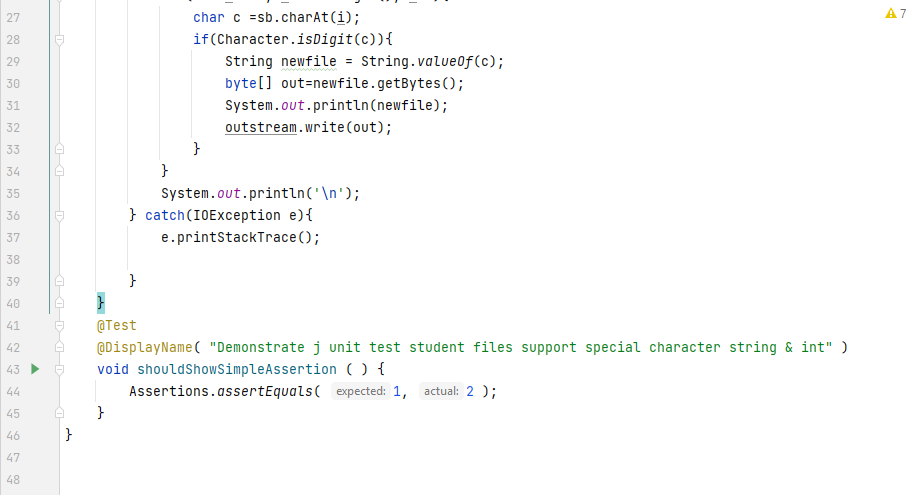 27 char c =sb.charAt(i);
28 if(Character.isDigit(c)){
29 String newfile = String.valueOf(c);
30 byte[] out=newfile.getBytes();
31 System.out.println(newfile);
32 outstream.write(out);
33 }
34 }
35 System.out.println('\n');
36 } catch(IOException e){
37 e.printStackTrace();
38
39 }
40 }
41 @Test
42 @DisplayName( "Demonstrate j unit test student files support special character string & int" )
43 void shouldShowSimpleAssertion ( ) {
44 Assertions.assertEquals( expected: 1, actual: 2 );
45 }
46 }
47
48
7